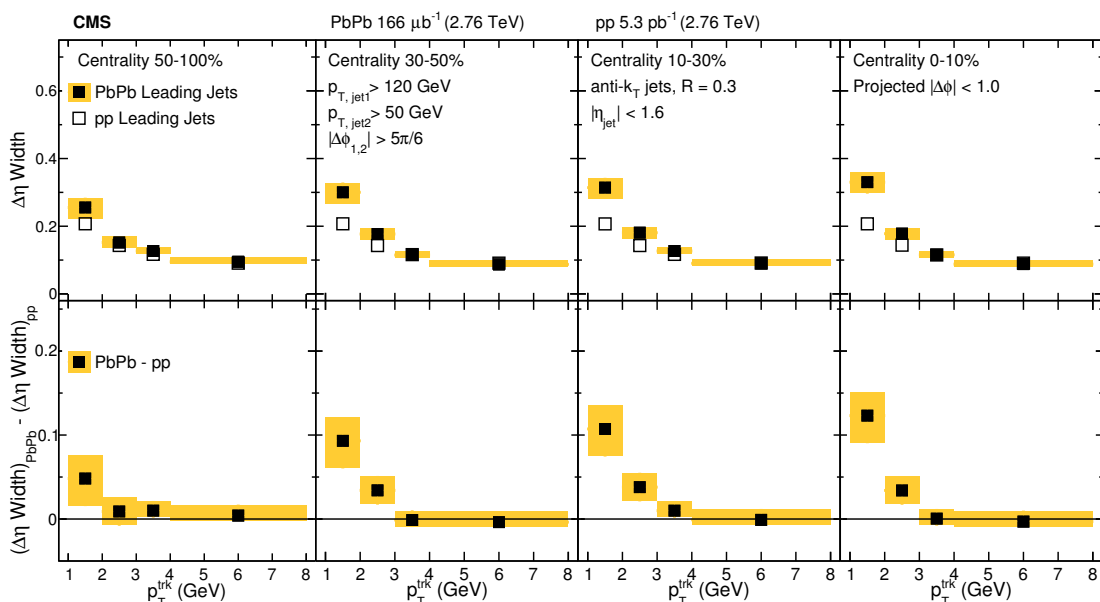 CMS PbPb 166 μb⁻¹ (2.76 TeV) pp 5.3 pb⁻¹ (2.76 TeV)
Centrality 50-100%
PbPb Leading Jets
pp Leading Jets
Centrality 30-50%
p_T, jet1 > 120 GeV
p_T, jet2 > 50 GeV
|Δϕ_1,2| > 5π/6
Centrality 10-30%
anti-k_T jets, R = 0.3
|η_jet| < 1.6
Centrality 0-10%
Projected |Δϕ| < 1.0
Δη Width
0.6
0.4
0.2
0.0
(Δη Width)_PbPb - (Δη Width)_pp
PbPb - pp
0.2
0.1
0
1 2 3 4 5 6 7 8
1 2 3 4 5 6 7 8
1 2 3 4 5 6 7 8
1 2 3 4 5 6 7 8
p_T^trk (GeV)
p_T^trk (GeV)
p_T^trk (GeV)
p_T^trk (GeV)